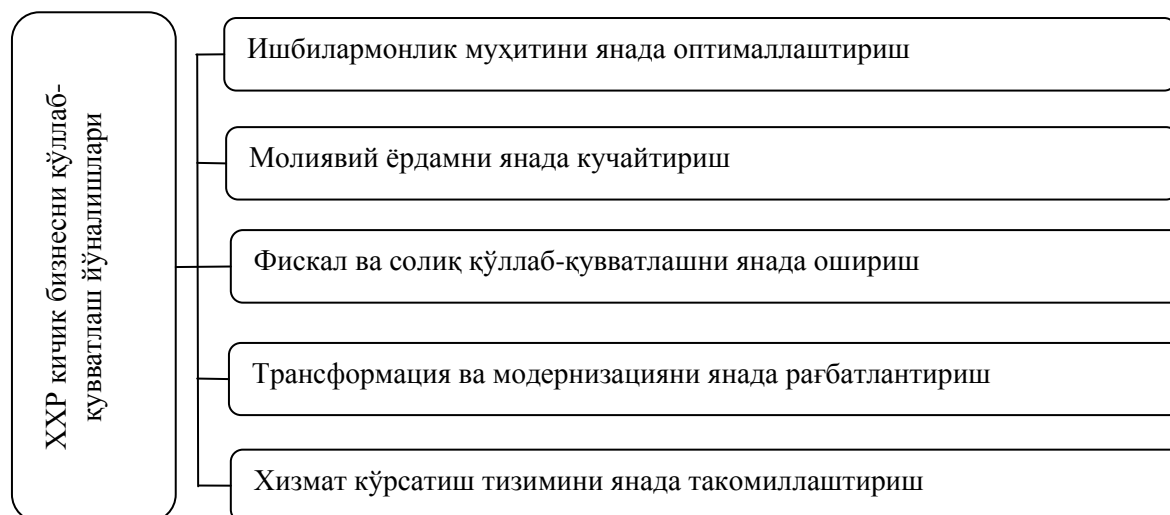 ХХР кичик бизнесни қўллаб-
қувватлаш йўналишлари
Ишбилармонлик муҳитини янада оптималлаштириш
Молиявий ёрдамни янада кучайтириш
Фискал ва солиқ қўллаб-қувватлашни янада ошириш
Трансформация ва модернизацияни янада рағбатлантириш
Хизмат кўрсатиш тизимини янада такомиллаштириш